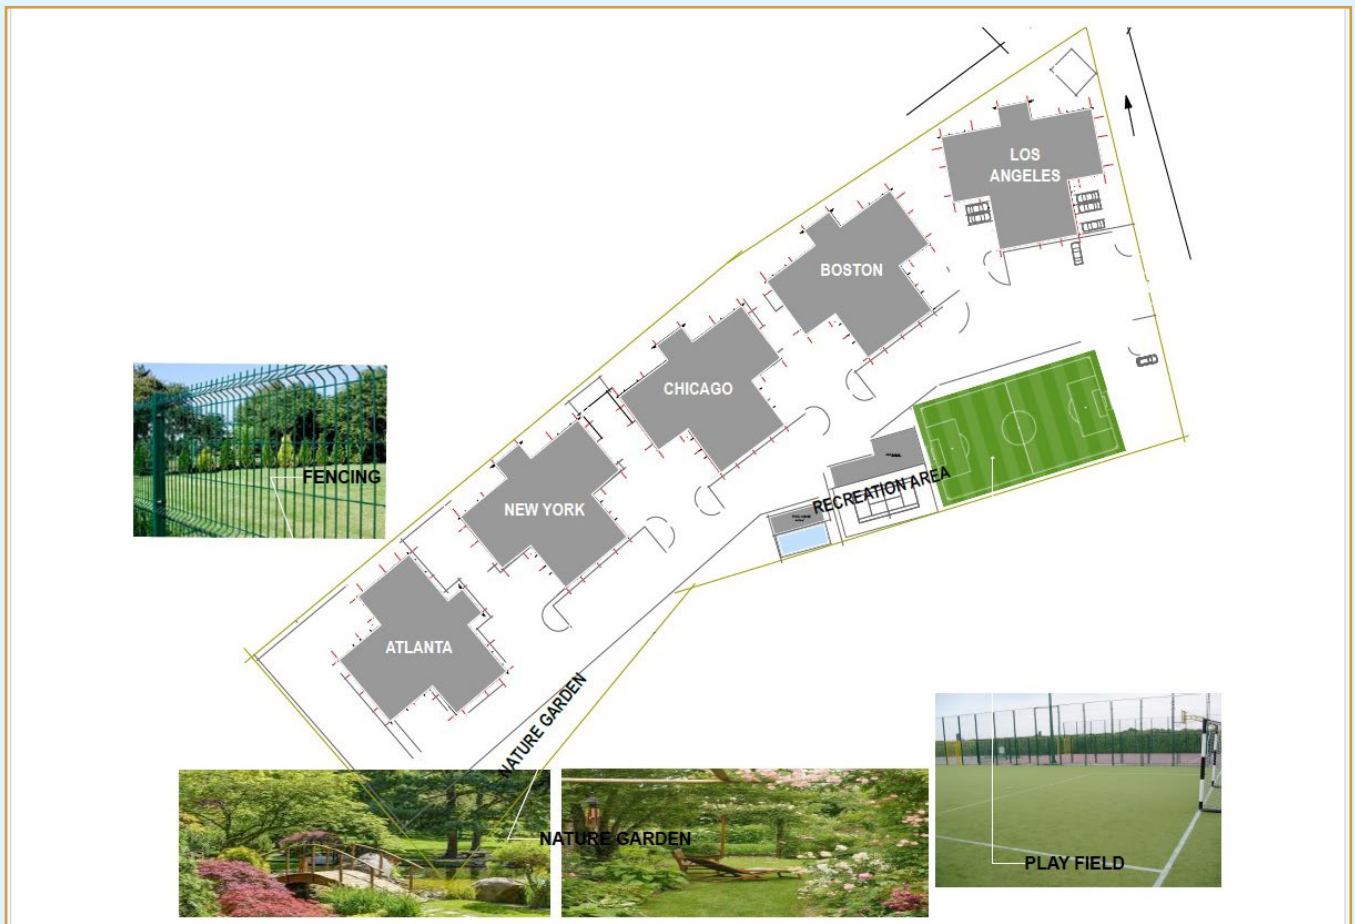 LOS
ANGELES
BOSTON
CHICAGO
FENCING
RECREATION AREA
NEW YORK
ATLANTA
NATURE GARDEN
NATURE GARDEN
PLAY FIELD